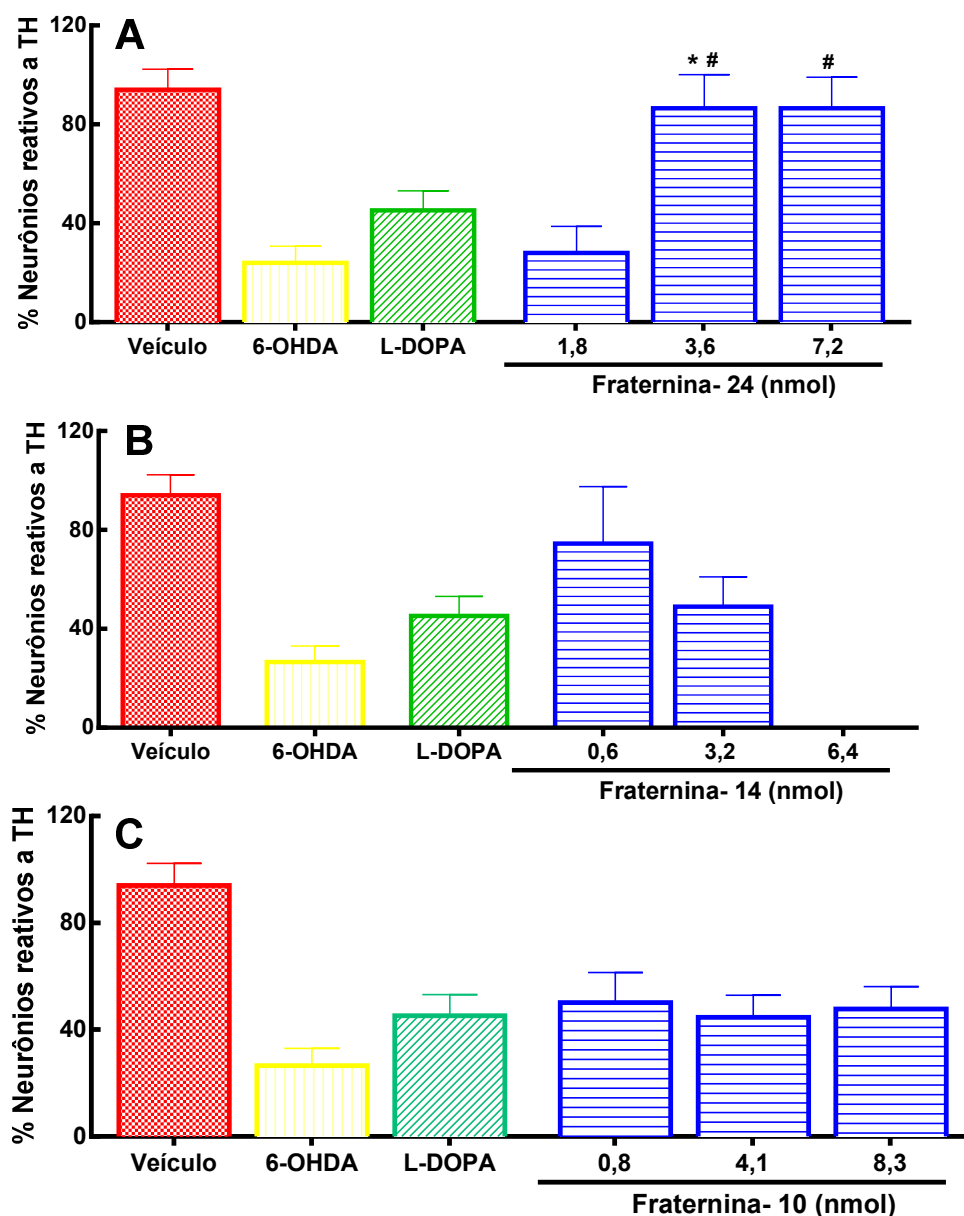 A
% Neurônios reativos a TH
120
80
40
0
* #
#
Veículo 6-OHDA L-DOPA 1,8 3,6 7,2
Fraternina- 24 (nmol)
B
% Neurônios reativos a TH
120
80
40
0
Veículo 6-OHDA L-DOPA 0,6 3,2 6,4
Fraternina- 14 (nmol)
C
% Neurônios reativos a TH
120
80
40
0
Veículo 6-OHDA L-DOPA 0,8 4,1 8,3
Fraternina- 10 (nmol)